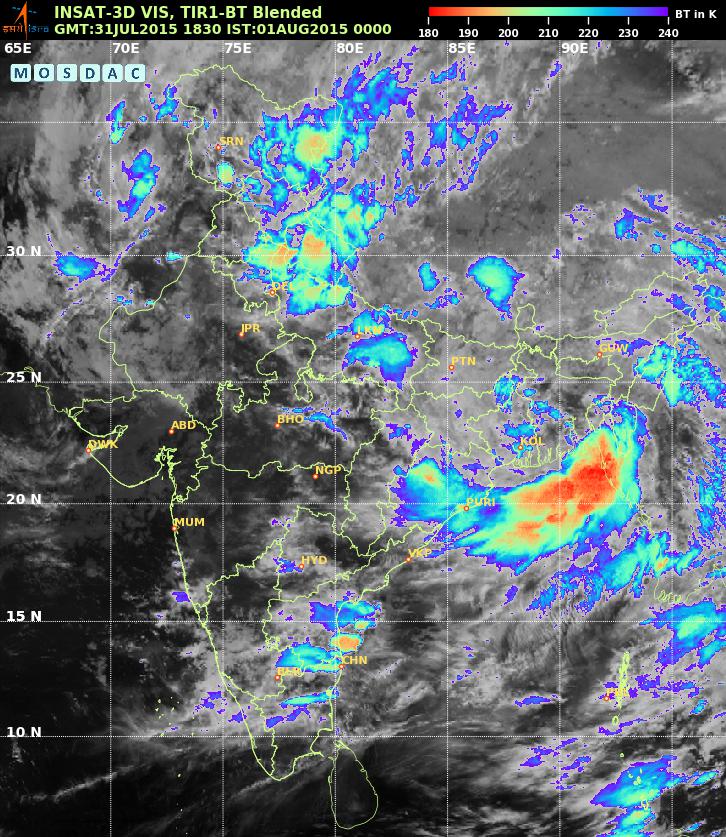 INSAT-3D VIS, TIR1-BT Blended
GMT:31JUL2015 1830 IST:01AUG2015 0000
BT in K
180 190 200 210 220 230 240
65E 70E 75E 80E 85E 90E
MOSDAC
SRN
30 N
DEL
JPR
LKN
GUW
PTN
25 N
ABD
BHO
KOL
DWK
NGP
20 N
PURI
MUM
VKP
HYD
15 N
CHN
10 N